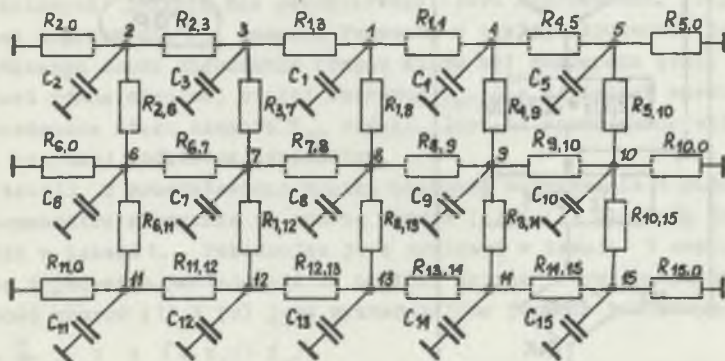 R2,0 2 R2,3 3 R1,3 1 R1,4 4 R4,5 5 R5,0
C2 C3 C1 C4 C5
R2,6 R3,7 R1,8 R4,9 R5,10
R6,0 6 R6,7 7 R7,8 8 R8,9 9 R9,10 10 R10,0
C6 C7 C8 C9 C10
R6,11 R7,12 R8,13 R9,14 R10,15
R11,0 11 R11,12 12 R12,13 13 R13,14 14 R14,15 15 R15,0
C11 C12 C13 C14 C15